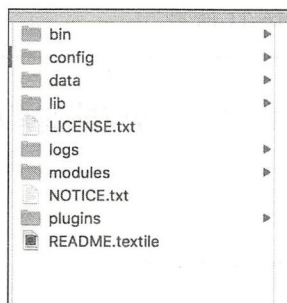 bin
config
data
lib
LICENSE.txt
logs
modules
NOTICE.txt
plugins
README.textile